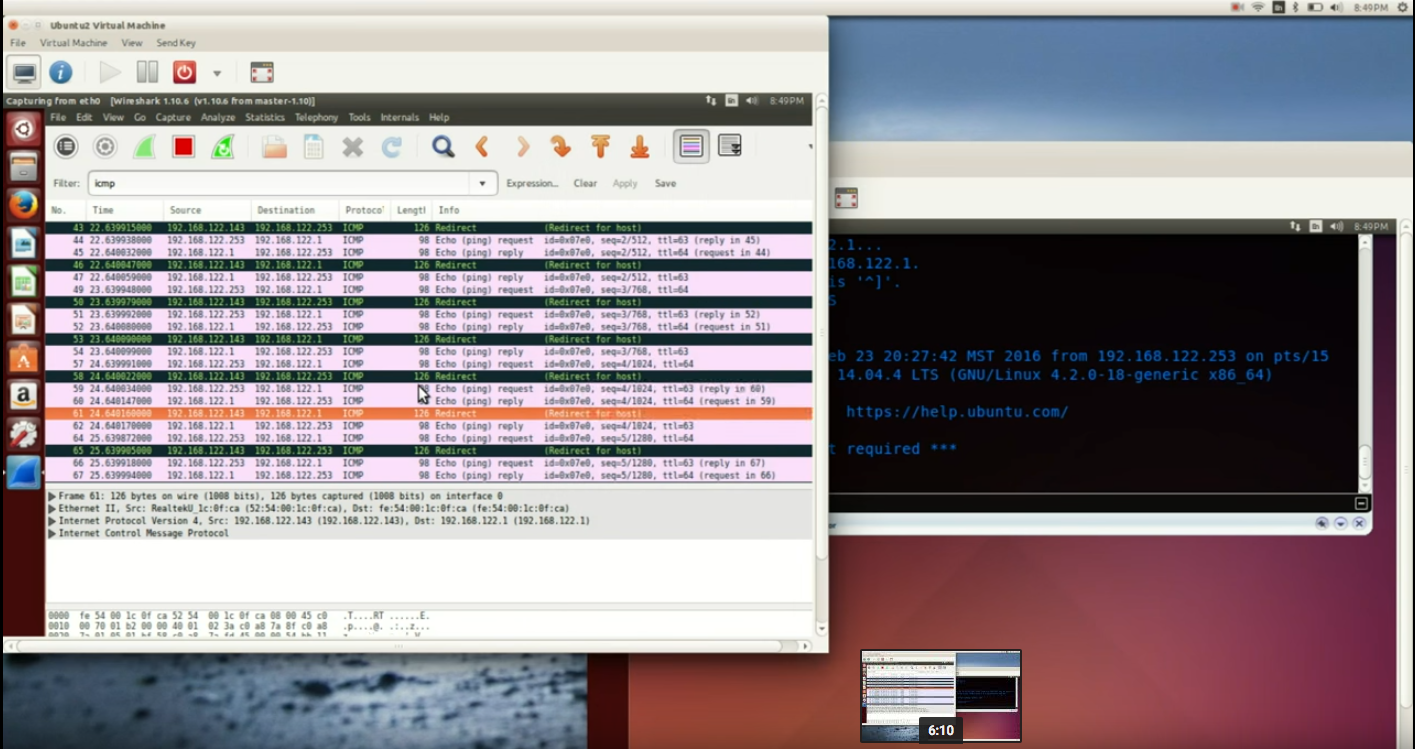 8:49PM
Ubuntu2 Virtual Machine
File Virtual Machine View Send Key
Capturing from eth0 [Wireshark 1.10.6 (v1.10.6 from master-1.10)] 8:49PM
File Edit View Go Capture Analyze Statistics Telephony Tools Internals Help
Filter: icmp Expression... Clear Apply Save
No. Time Source Destination Protoco Lengtl Info
43 22.639915000 192.168.122.143 192.168.122.253 ICMP 126 Redirect (Redirect for host)
44 22.639938000 192.168.122.253 192.168.122.1 ICMP 98 Echo (ping) request id=0x07e0, seq=2/512, ttl=63 (reply in 45)
45 22.640032000 192.168.122.1 192.168.122.253 ICMP 98 Echo (ping) reply id=0x07e0, seq=2/512, ttl=64 (request in 44)
46 22.640047000 192.168.122.143 192.168.122.1 ICMP 126 Redirect (Redirect for host)
47 22.640059000 192.168.122.1 192.168.122.253 ICMP 98 Echo (ping) reply id=0x07e0, seq=2/512, ttl=63
49 23.639948000 192.168.122.253 192.168.122.1 ICMP 98 Echo (ping) request id=0x07e0, seq=3/768, ttl=64
50 23.639979000 192.168.122.143 192.168.122.253 ICMP 126 Redirect (Redirect for host)
51 23.639992000 192.168.122.253 192.168.122.1 ICMP 98 Echo (ping) request id=0x07e0, seq=3/768, ttl=63 (reply in 52)
52 23.640080000 192.168.122.1 192.168.122.253 ICMP 98 Echo (ping) reply id=0x07e0, seq=3/768, ttl=64 (request in 51)
53 23.640090000 192.168.122.143 192.168.122.1 ICMP 126 Redirect (Redirect for host)
54 23.640099000 192.168.122.1 192.168.122.253 ICMP 98 Echo (ping) reply id=0x07e0, seq=3/768, ttl=63
57 24.639991000 192.168.122.253 192.168.122.1 ICMP 98 Echo (ping) request id=0x07e0, seq=4/1024, ttl=64
58 24.640022000 192.168.122.143 192.168.122.253 ICMP 126 Redirect (Redirect for host)
59 24.640034000 192.168.122.253 192.168.122.1 ICMP 98 Echo (ping) request id=0x07e0, seq=4/1024, ttl=63 (reply in 60)
60 24.640147000 192.168.122.1 192.168.122.253 ICMP 98 Echo (ping) reply id=0x07e0, seq=4/1024, ttl=64 (request in 59)
61 24.640160000 192.168.122.143 192.168.122.1 ICMP 126 Redirect (Redirect for host)
62 24.640170000 192.168.122.1 192.168.122.253 ICMP 98 Echo (ping) reply id=0x07e0, seq=4/1024, ttl=63
64 25.639872000 192.168.122.253 192.168.122.1 ICMP 98 Echo (ping) request id=0x07e0, seq=5/1280, ttl=64
65 25.639905000 192.168.122.143 192.168.122.253 ICMP 126 Redirect (Redirect for host)
66 25.639918000 192.168.122.253 192.168.122.1 ICMP 98 Echo (ping) request id=0x07e0, seq=5/1280, ttl=63 (reply in 67)
67 25.639994000 192.168.122.1 192.168.122.253 ICMP 98 Echo (ping) reply id=0x07e0, seq=5/1280, ttl=64 (request in 66)
Frame 61: 126 bytes on wire (1008 bits), 126 bytes captured (1008 bits) on interface 0
Ethernet II, Src: RealtekU_1c:0f:ca (52:54:00:1c:0f:ca), Dst: fe:54:00:1c:0f:ca (fe:54:00:1c:0f:ca)
Internet Protocol Version 4, Src: 192.168.122.143 (192.168.122.143), Dst: 192.168.122.1 (192.168.122.1)
Internet Control Message Protocol
0000 fe 54 00 1c 0f ca 52 54 00 1c 0f ca 08 00 45 c0 .T....RT ......E.
0010 00 70 01 b2 00 00 40 01 02 3a c0 a8 7a 8f c0 a8 .p....@. .:..z...
8:49PM
2.1...
168.122.1.
is '^]'.
S
eb 23 20:27:42 MST 2016 from 192.168.122.253 on pts/15
14.04.4 LTS (GNU/Linux 4.2.0-18-generic x86_64)
https://help.ubuntu.com/
t required ***
6:10